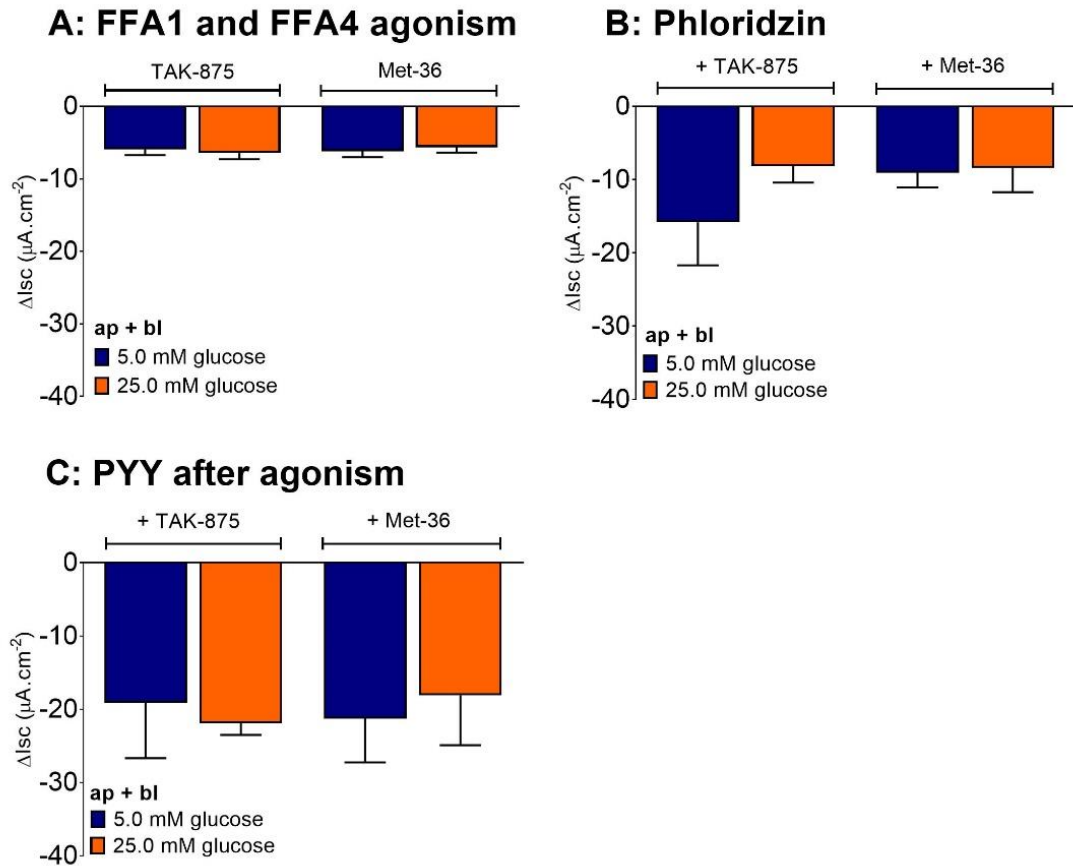 A: FFA1 and FFA4 agonism
TAK-875
Met-36
0
-10
-20
-30
-40
ΔIsc (μA.cm-2)
ap + bl
5.0 mM glucose
25.0 mM glucose
B: Phloridzin
+ TAK-875
+ Met-36
0
-10
-20
-30
-40
ΔIsc (μA.cm-2)
ap + bl
5.0 mM glucose
25.0 mM glucose
C: PYY after agonism
+ TAK-875
+ Met-36
0
-10
-20
-30
-40
ΔIsc (μA.cm-2)
ap + bl
5.0 mM glucose
25.0 mM glucose